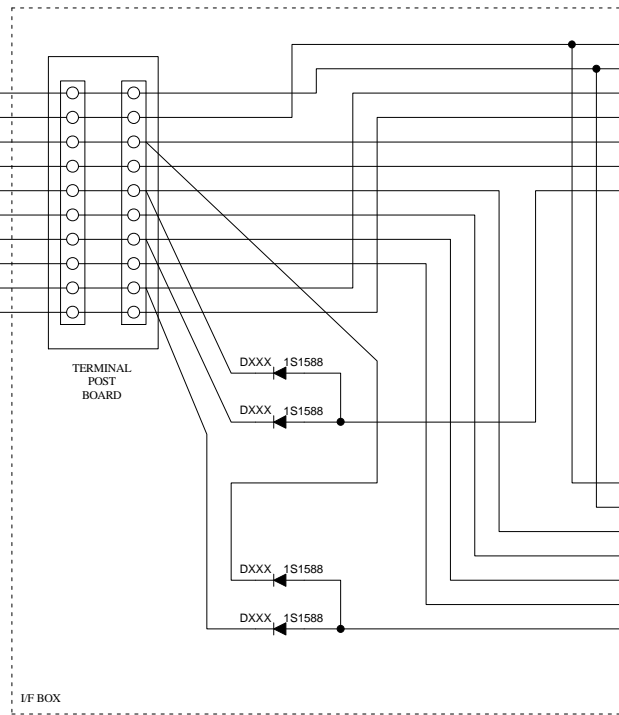 TERMINAL
POST
BOARD
DXXX 1S1588
DXXX 1S1588
DXXX 1S1588
DXXX 1S1588
I/F BOX